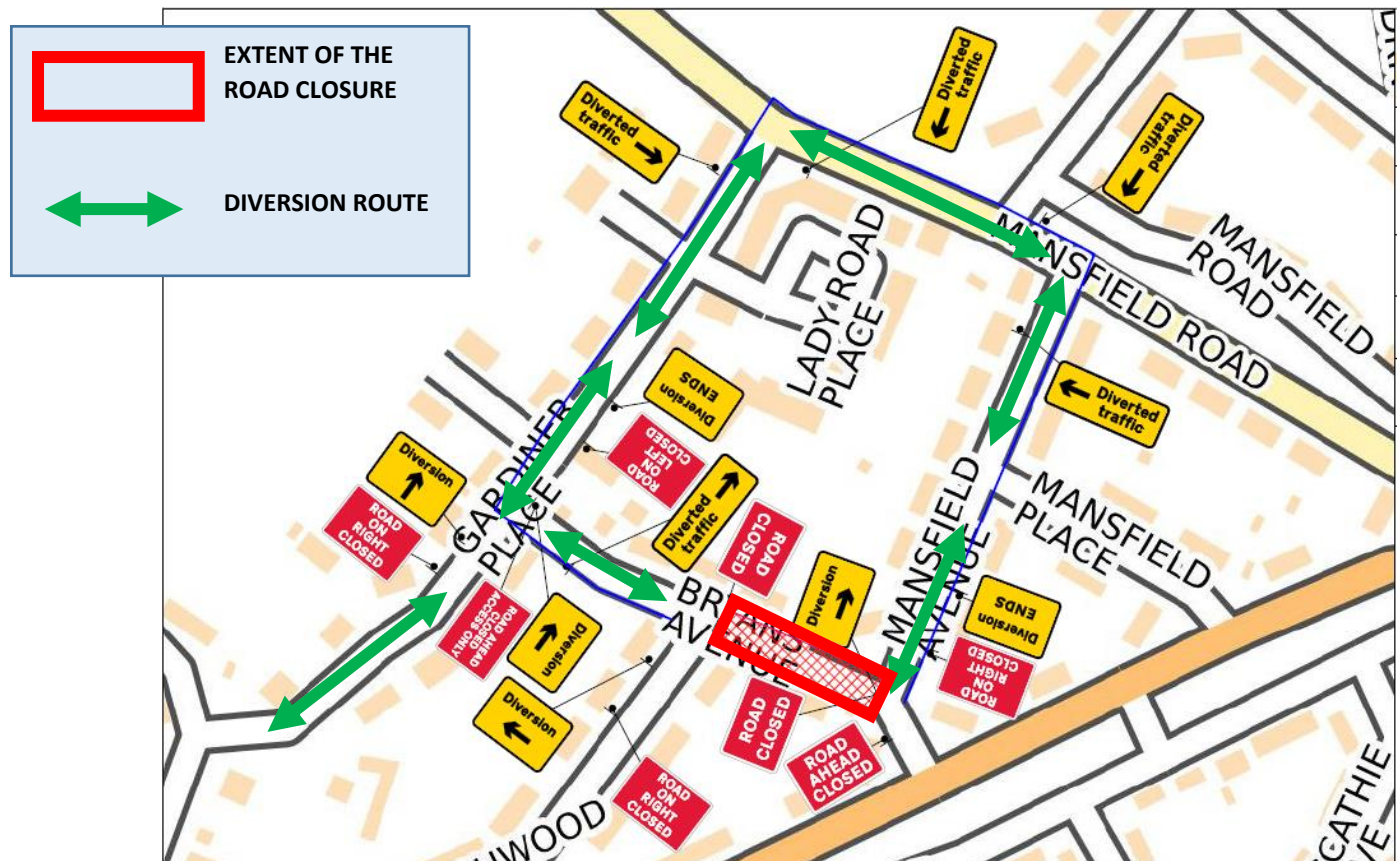 EXTENT OF THE
ROAD CLOSURE
DIVERSION ROUTE
Diverted
traffic
Diverted
traffic
Diverted
traffic
MANSFIELD
ROAD
MANSFIELD ROAD
LADY ROAD
PLACE
Diverted
traffic
Diversion
ENDS
ROAD
ON
LEFT
CLOSED
Diversion
ROAD
ON
RIGHT
CLOSED
GARDINER
PLACE
Diverted
traffic
ROAD
CLOSED
MANSFIELD
AVENUE
MANSFIELD
PLACE
Diversion
Diversion
ENDS
ROAD
ON
RIGHT
CLOSED
ROAD AHEAD
CLOSED
ACCESS ONLY
Diversion
Diversion
AVENUE
ROAD
CLOSED
ROAD
AHEAD
CLOSED
ROAD
ON
RIGHT
CLOSED
HWOOD
CATHIE